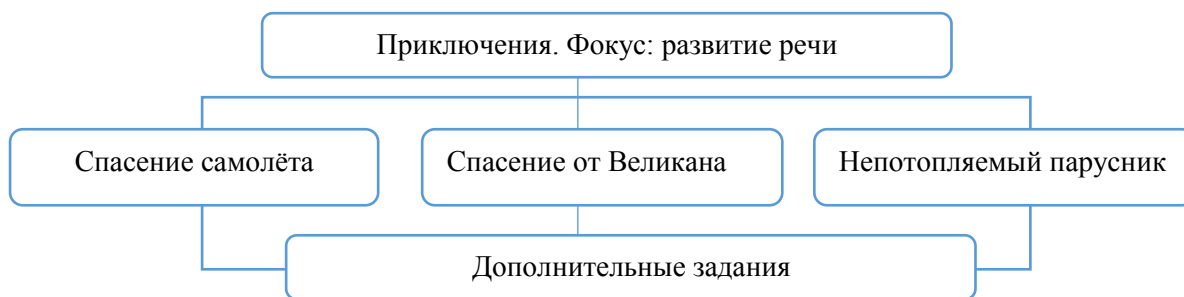 Приключения. Фокус: развитие речи
Спасение самолёта
Спасение от Великана
Непотопляемый парусник
Дополнительные задания